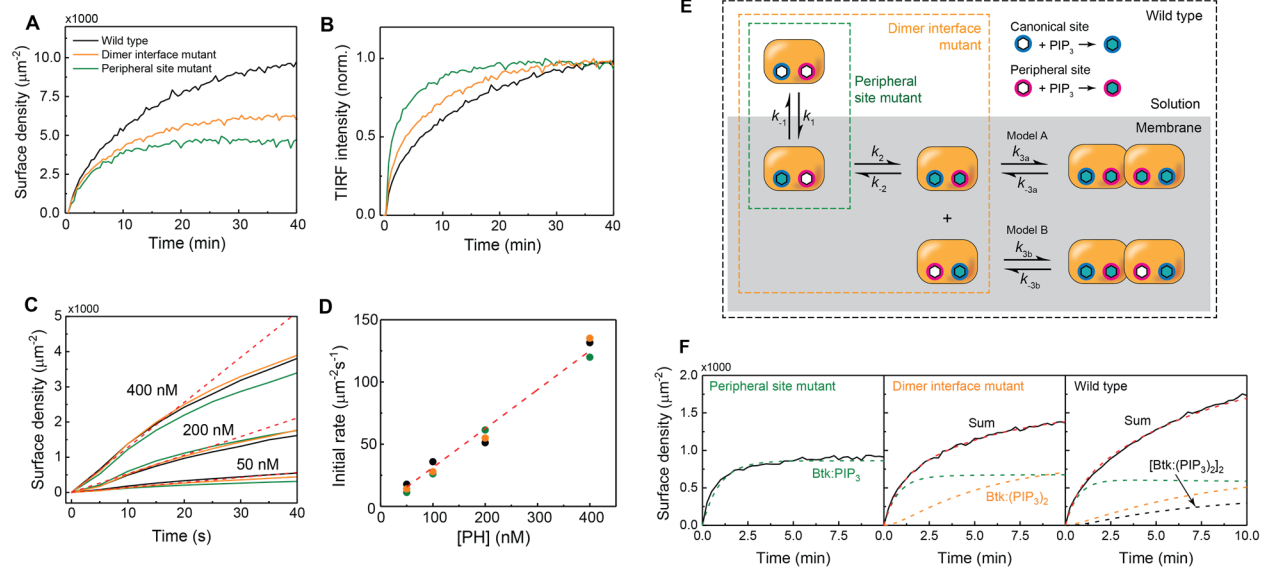 A
x1000
Surface density (μm⁻²)
10.0
7.5
5.0
2.5
0.0
Wild type
Dimer interface mutant
Peripheral site mutant
0
10
20
30
40
Time (min)
B
TIRF intensity (norm.)
1.0
0.5
0.0
0
10
20
30
40
Time (min)
C
x1000
Surface density (μm⁻²)
5
4
3
2
1
0
400 nM
200 nM
50 nM
0
10
20
30
40
Time (s)
D
Initial rate (μm⁻²s⁻¹)
150
100
50
0
0
100
200
300
400
[PH] (nM)
E
Wild type
Dimer interface
mutant
Peripheral
site mutant
Canonical site
+ PIP₃
Peripheral site
+ PIP₃
Solution
Membrane
k₋₁
k₁
k₂
k₋₂
Model A
k₃ₐ
k₋₃ₐ
+
Model B
k_3b
k_-3b
F
x1000
Surface density (μm⁻²)
2.0
1.5
1.0
0.5
0.0
Peripheral site mutant
Btk:PIP₃
0.0
2.5
5.0
7.5
Time (min)
Dimer interface mutant
Sum
Btk:(PIP₃)₂
0.0
2.5
5.0
7.5
Time (min)
Wild type
Sum
[Btk:(PIP₃)₂]₂
0.0
2.5
5.0
7.5
10.0
Time (min)